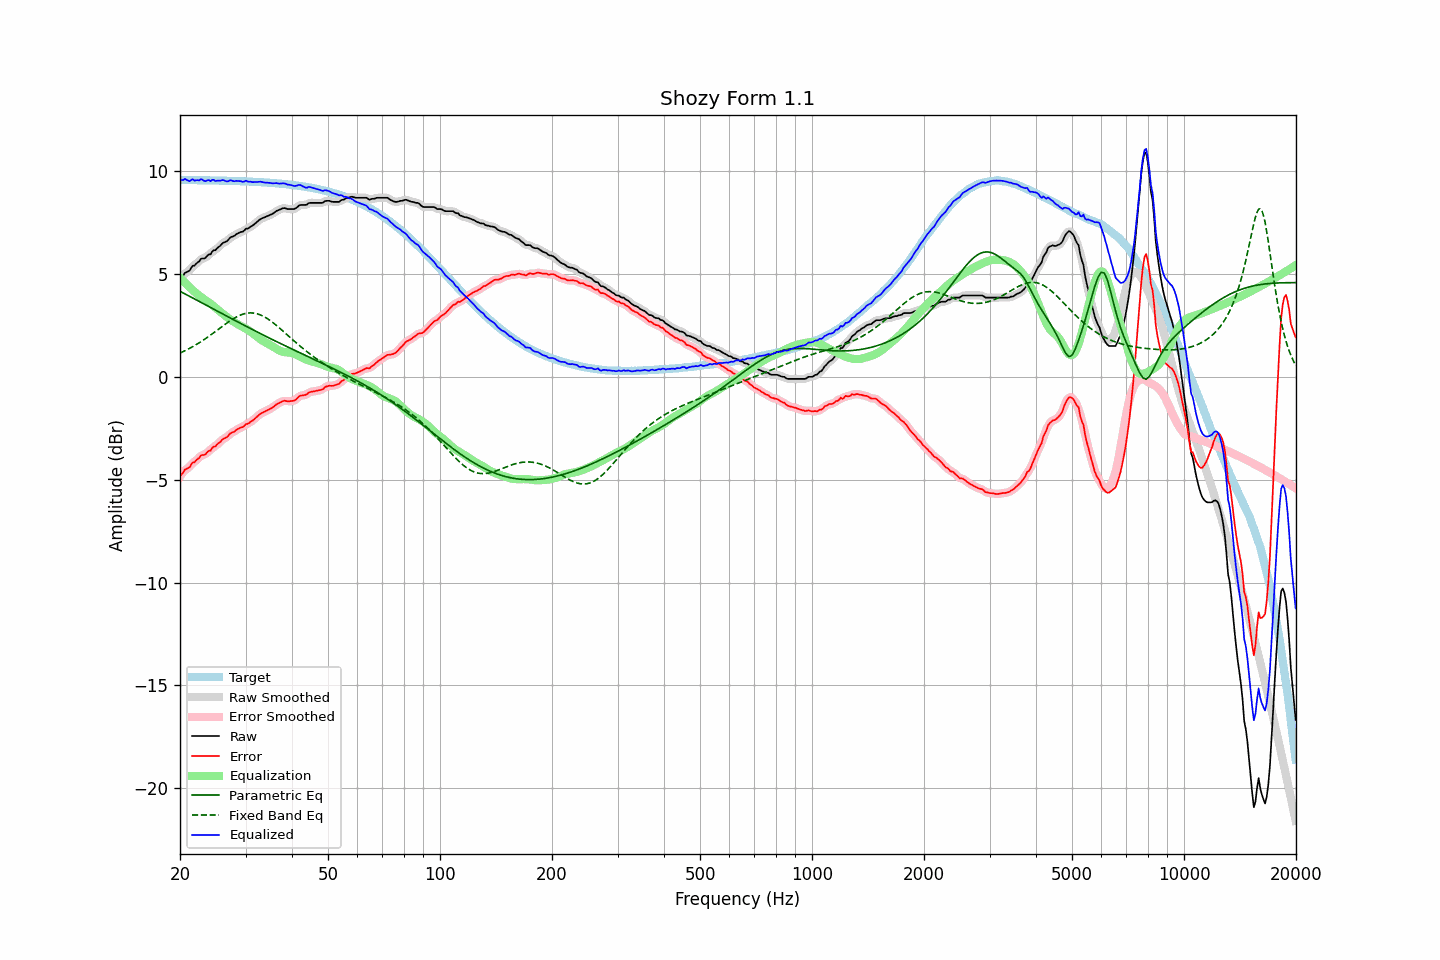 Shozy Form 1.1
Amplitude (dBr)
10
5
0
−5
−10
−15
−20
Target
Raw Smoothed
Error Smoothed
Raw
Error
Equalization
Parametric Eq
Fixed Band Eq
Equalized
20 50 100 200 500 1000 2000 5000 10000 20000
Frequency (Hz)